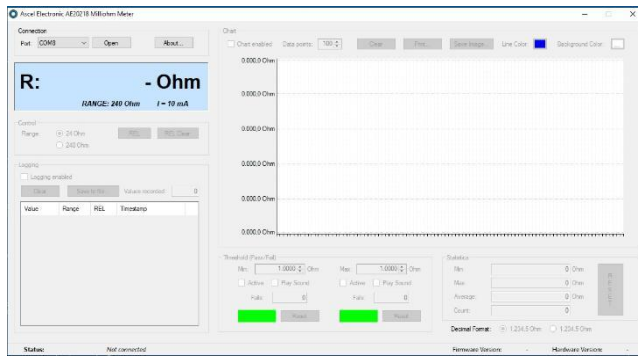 Ascel Electronic, AE20218 Milliohm Meter
Connection
Port: COM8 Open About...
R: - Ohm
RANGE: 240 Ohm I = 10 mA
Control
Range: 24 Ohm REL REL Clear
240 Ohm
Logging
Logging enabled
Clear Save to file... Values recorded: 0
Value Range REL Timestamp
Chart
Chart enabled Data points: 100 Clear Print... Save Image... Line Color: Background Color:
0.000,0 Ohm
0.000,0 Ohm
0.000,0 Ohm
0.000,0 Ohm
0.000,0 Ohm
0.000,0 Ohm
Threshold (Pass/Fail)
Min: 1.0000 Ohm Max: 1.0000 Ohm
Active Play Sound Active Play Sound
Fails: 0 Fails: 0
Reset Reset
Statistics
Min: 0 Ohm
Max: 0 Ohm
Average: 0 Ohm
Count: 0
Decimal Format: 1.234,5 Ohm 1,234.5 Ohm
Status: Not connected Firmware Version: - Hardware Version: -